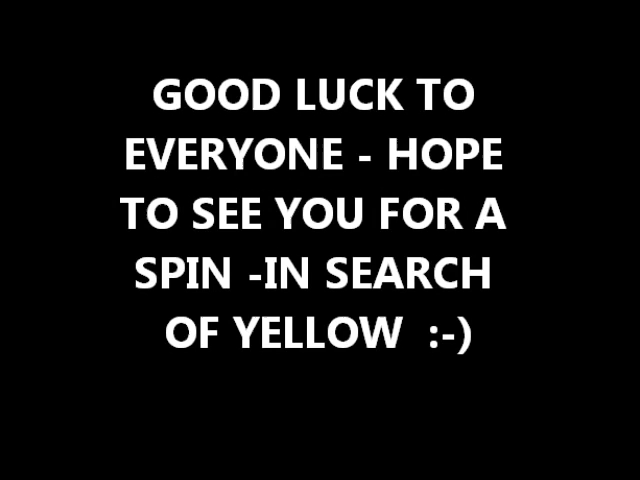 GOOD LUCK TO
EVERYONE - HOPE
TO SEE YOU FOR A
SPIN -IN SEARCH
OF YELLOW  :-)